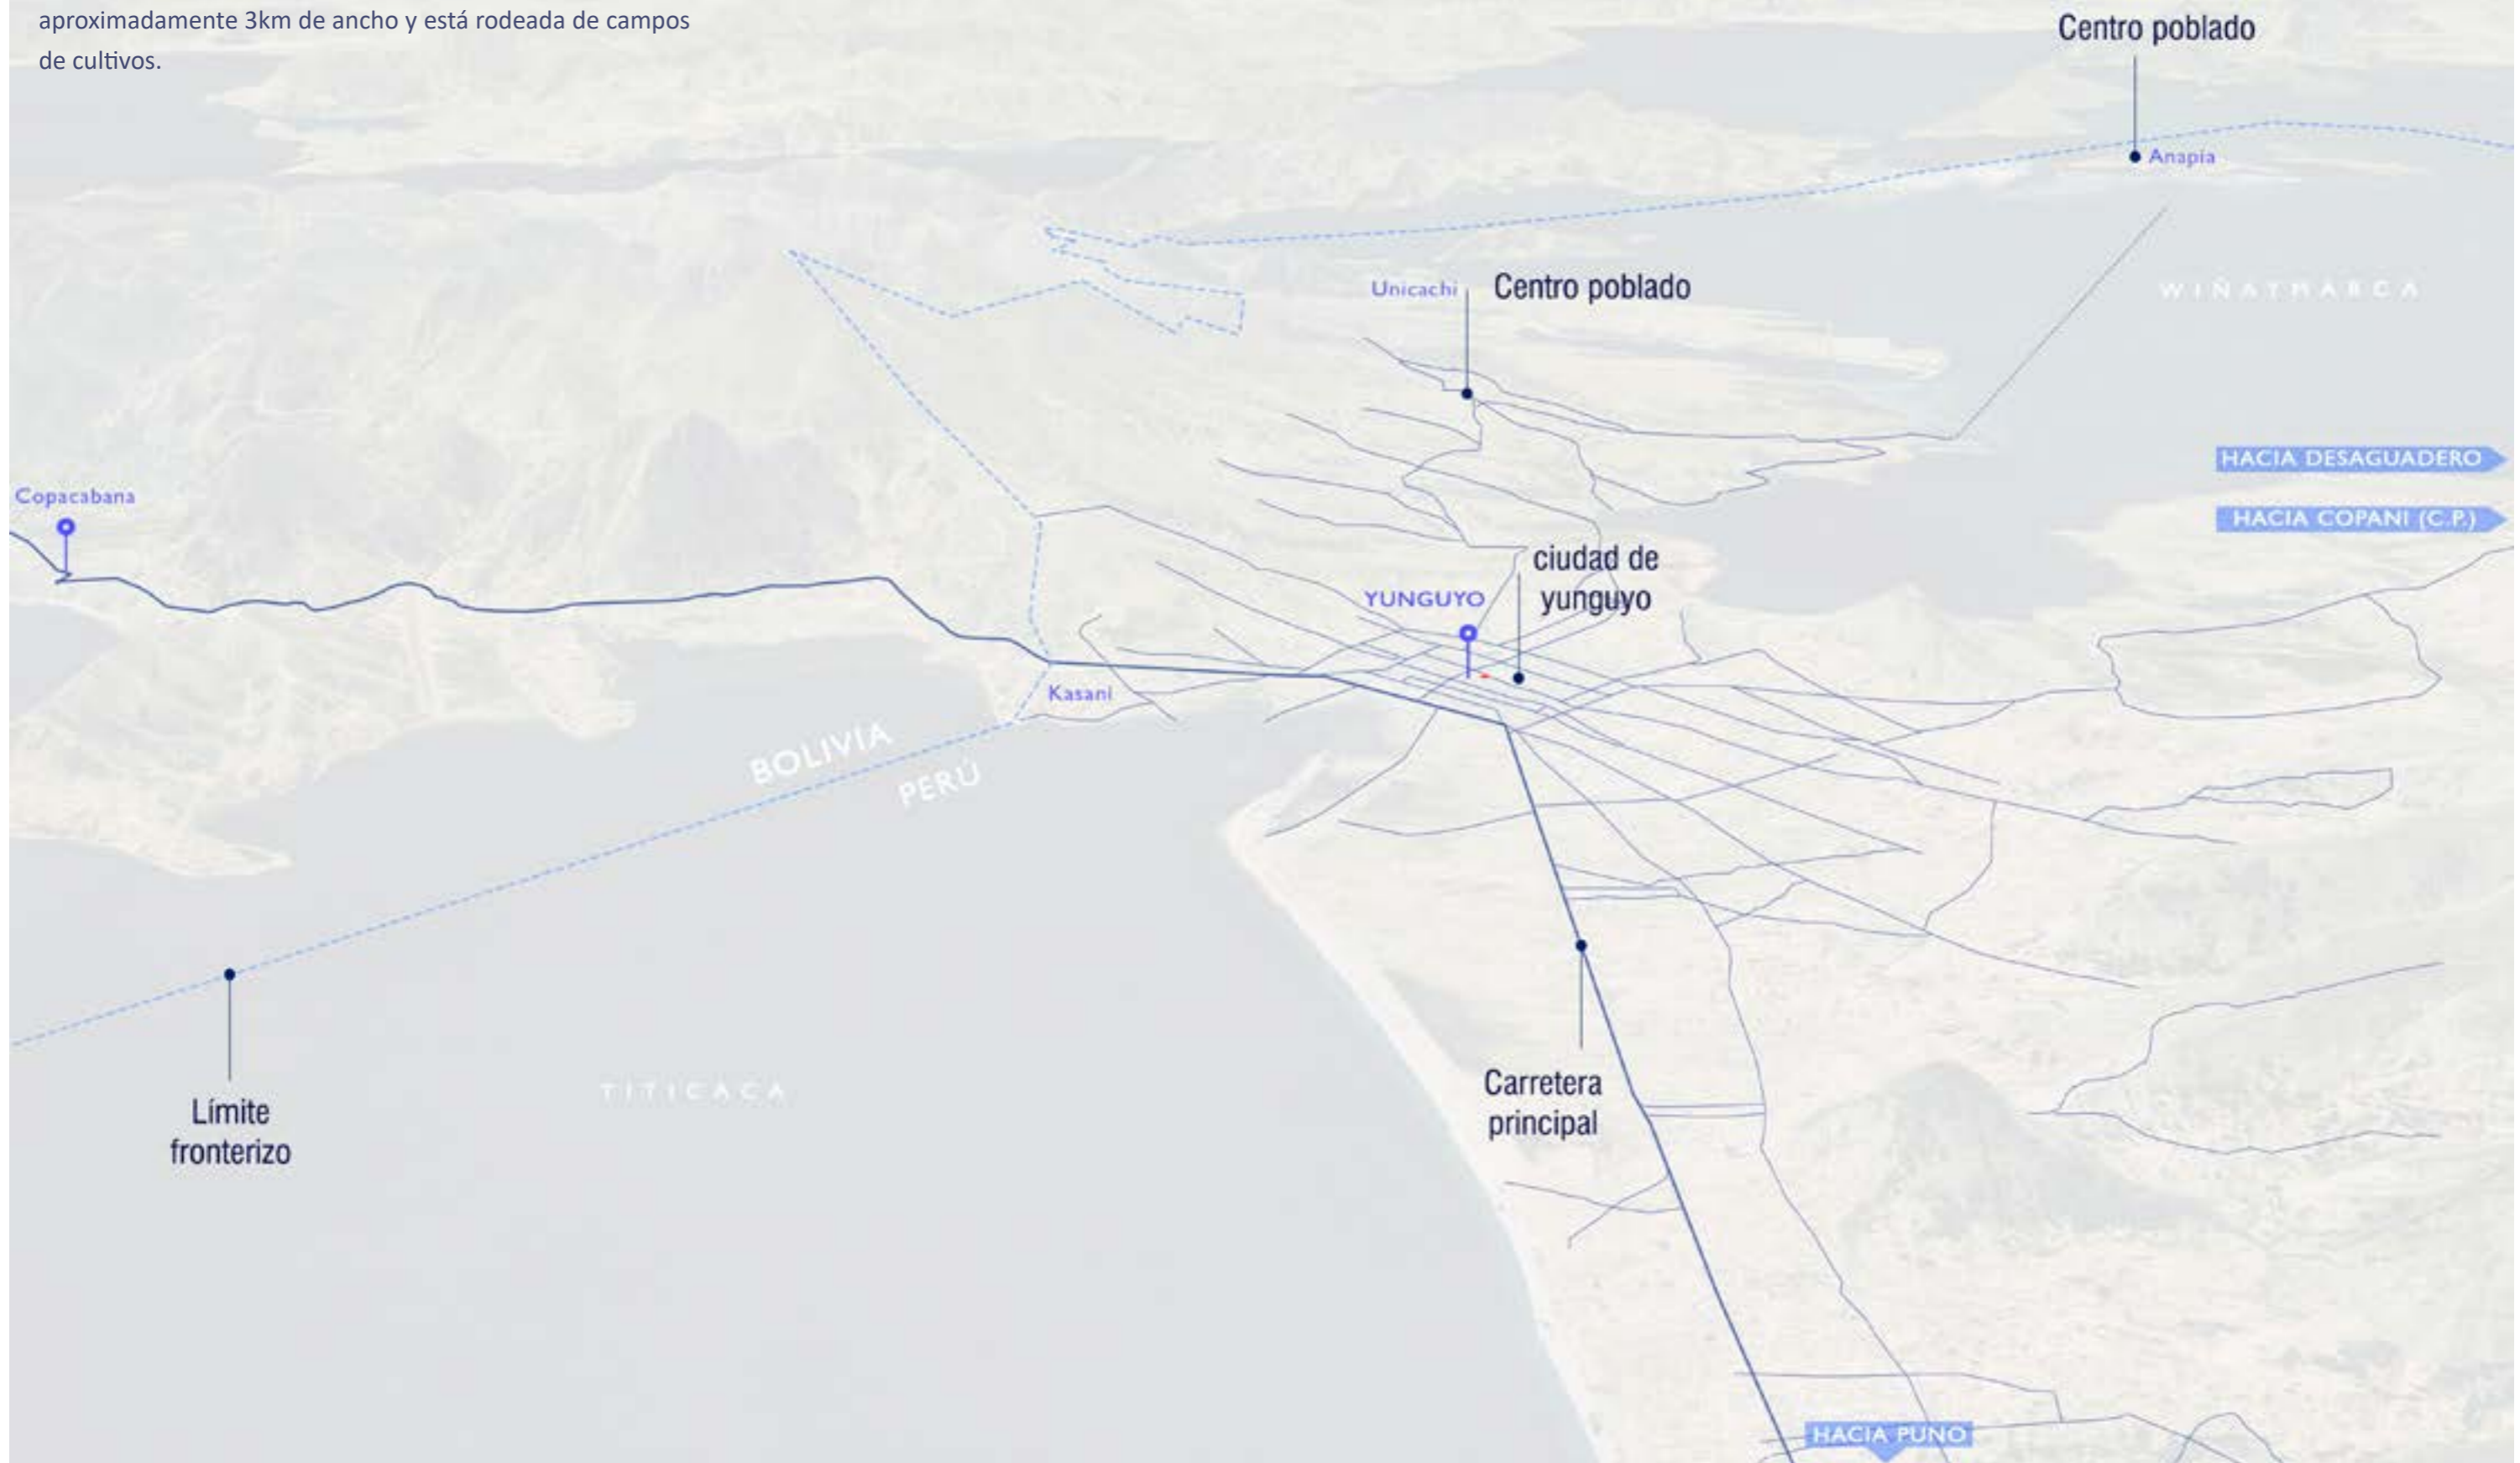 aproximadamente 3km de ancho y está rodeada de campos
de cultivos.
Centro poblado
Anapia
Unicachi
Centro poblado
WIÑAYMARCA
HACIA DESAGUADERO
HACIA COPANI (C.P.)
Copacabana
ciudad de
yunguyo
YUNGUYO
Kasani
BOLIVIA
PERÚ
Límite
fronterizo
TITICACA
Carretera
principal
HACIA PUNO